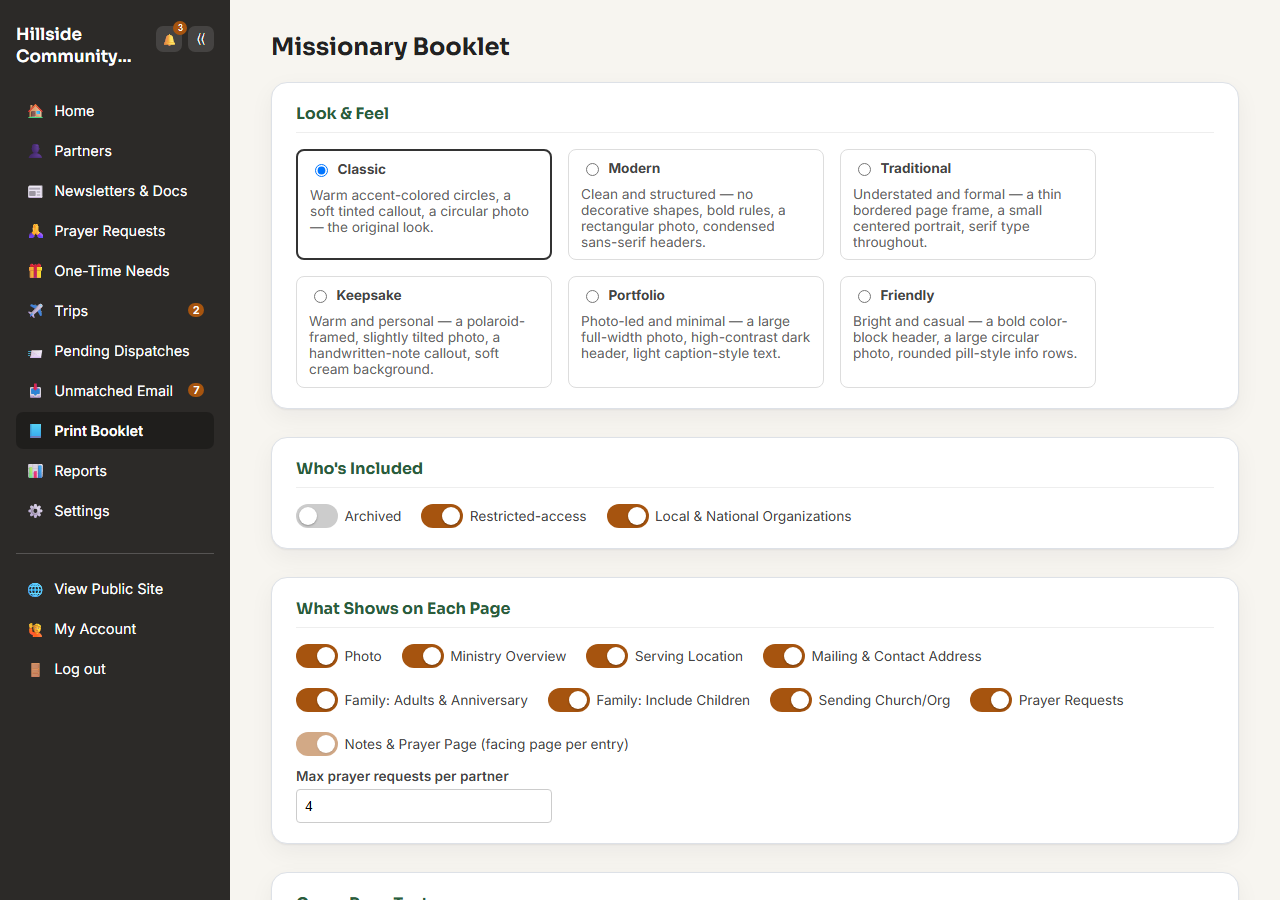 Hillside
Community...
3
⟪
Home
Partners
Newsletters & Docs
Prayer Requests
One-Time Needs
Trips
2
Pending Dispatches
Unmatched Email
7
Print Booklet
Reports
Settings
View Public Site
My Account
Log out
Missionary Booklet
Look & Feel
Classic
Warm accent-colored circles, a
soft tinted callout, a circular photo
— the original look.
Modern
Clean and structured — no
decorative shapes, bold rules, a
rectangular photo, condensed
sans-serif headers.
Traditional
Understated and formal — a thin
bordered page frame, a small
centered portrait, serif type
throughout.
Keepsake
Warm and personal — a polaroid-
framed, slightly tilted photo, a
handwritten-note callout, soft
cream background.
Portfolio
Photo-led and minimal — a large
full-width photo, high-contrast dark
header, light caption-style text.
Friendly
Bright and casual — a bold color-
block header, a large circular
photo, rounded pill-style info rows.
Who's Included
Archived
Restricted-access
Local & National Organizations
What Shows on Each Page
Photo
Ministry Overview
Serving Location
Mailing & Contact Address
Family: Adults & Anniversary
Family: Include Children
Sending Church/Org
Prayer Requests
Notes & Prayer Page (facing page per entry)
Max prayer requests per partner
4